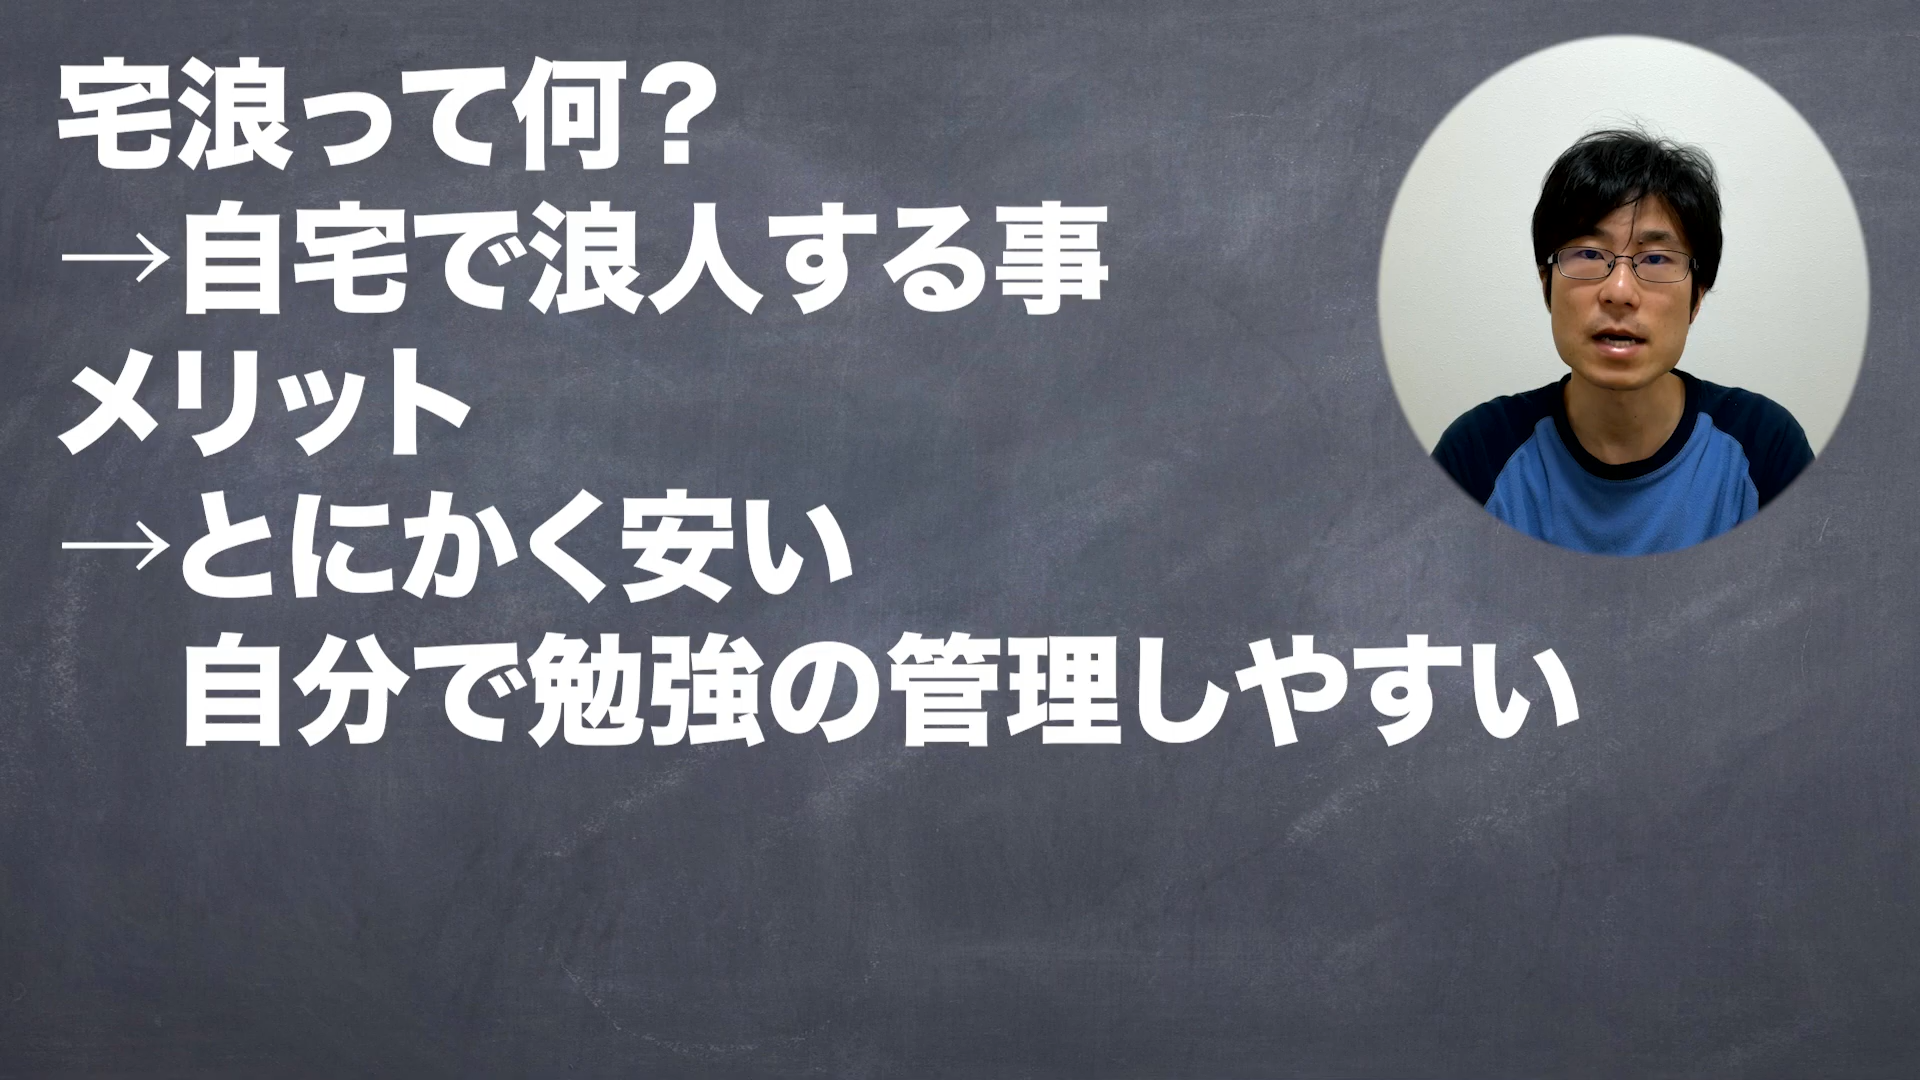 宅浪って何？
→自宅で浪人する事
メリット
→とにかく安い
自分で勉強の管理しやすい